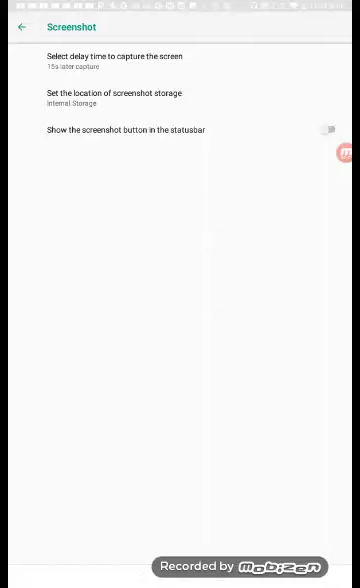 Screenshot
Select delay time to capture the screen
15s later capture
Set the location of screenshot storage
Internal Storage
Show the screenshot button in the statusbar
Recorded by mobizen